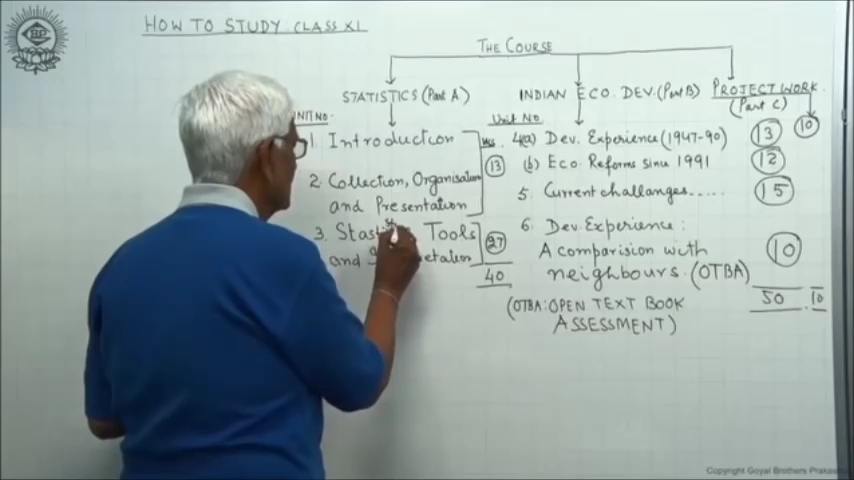 HOW TO STUDY CLASS XI
THE COURSE
STATISTICS (Part A)
UNIT NO.
1. Introduction
2. Collection, Organisation
and Presentation
13
3. Tools
and
27
40
INDIAN ECO. DEV. (Part B)
Unit No.
4(a) Dev. Experience (1947-90) 13
(b) Eco. Reforms since 1991 12
5. Current challanges..... 15
6. Dev. Experience:
A comparision with
neighbours. (OTBA) 10
50
(OTBA: OPEN TEXT BOOK
ASSESSMENT)
PROJECT WORK
(Part C)
10
10
Copyright Goyal Brothers Prakashan